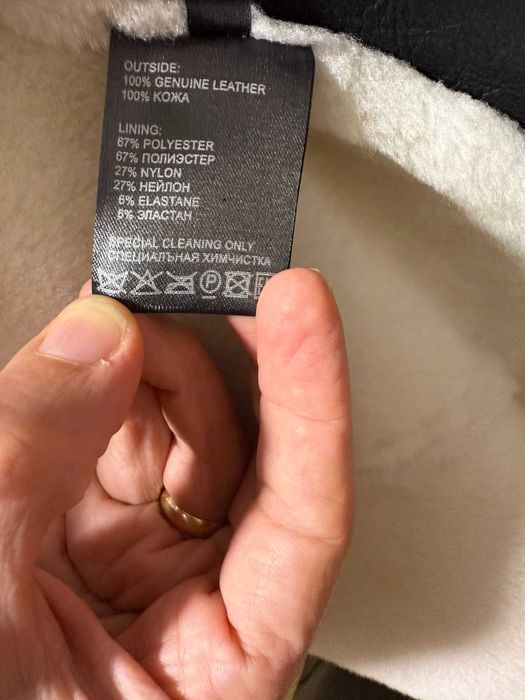 OUTSIDE:
100% GENUINE LEATHER
100% КОЖА
LINING:
67% POLYESTER
67% ПОЛИЭСТЕР
27% NYLON
27% НЕЙЛОН
6% ELASTANE
6% ЭЛАСТАН
SPECIAL CLEANING ONLY
СПЕЦИАЛЬНАЯ ХИМЧИСТКА
P